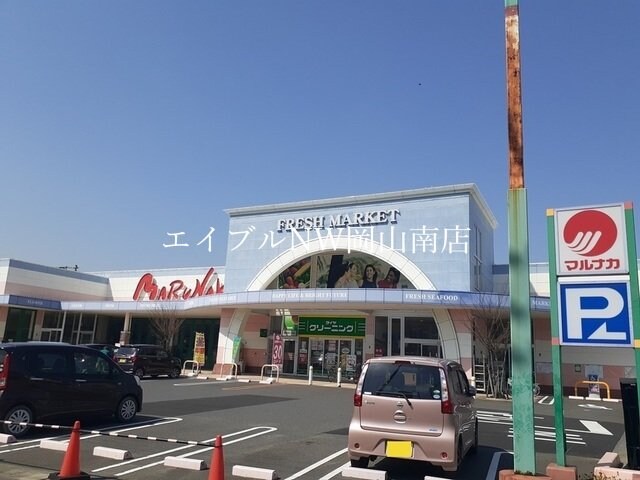 FRESH MARKET
エイブルNW岡山南店
MARUNAKA
マルナカ
P
クリーニング
30
FRESH SEAFOOD